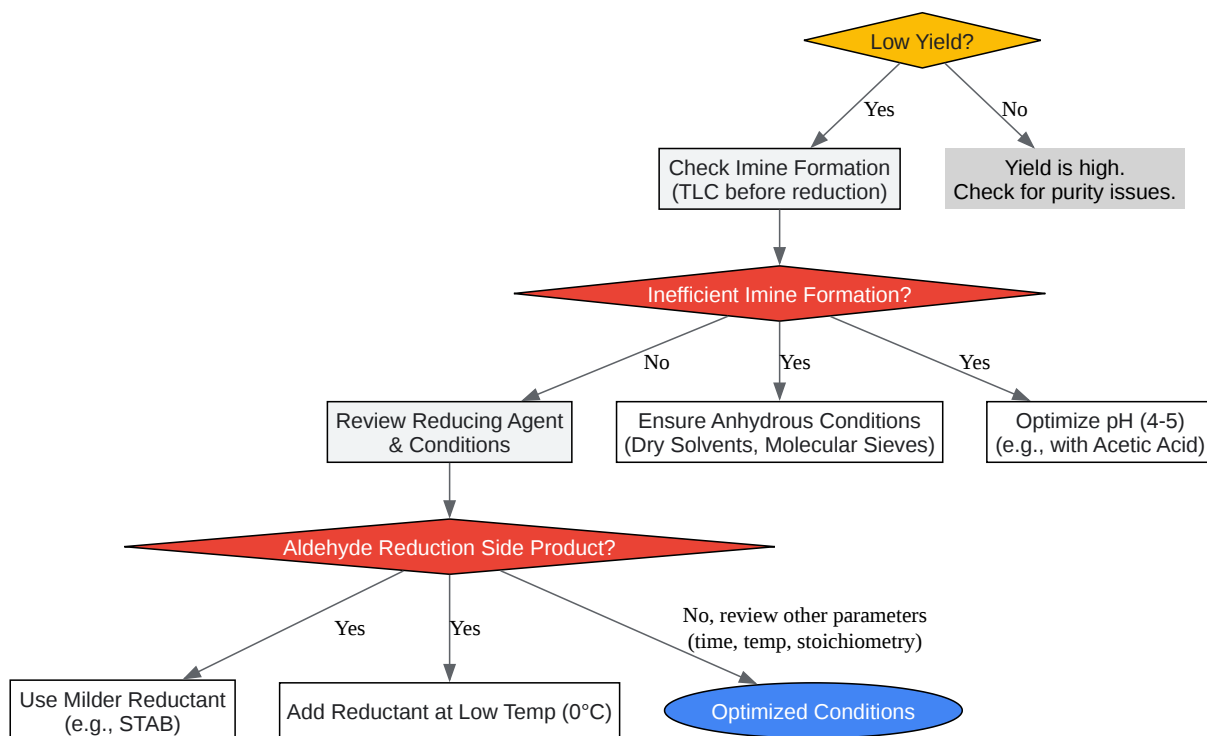 Low Yield?
Yes
No
Check Imine Formation
(TLC before reduction)
Yield is high.
Check for purity issues.
Inefficient Imine Formation?
No
Yes
Yes
Review Reducing Agent
& Conditions
Ensure Anhydrous Conditions
(Dry Solvents, Molecular Sieves)
Optimize pH (4-5)
(e.g., with Acetic Acid)
Aldehyde Reduction Side Product?
Yes
Yes
No, review other parameters
(time, temp, stoichiometry)
Use Milder Reductant
(e.g., STAB)
Add Reductant at Low Temp (0°C)
Optimized Conditions